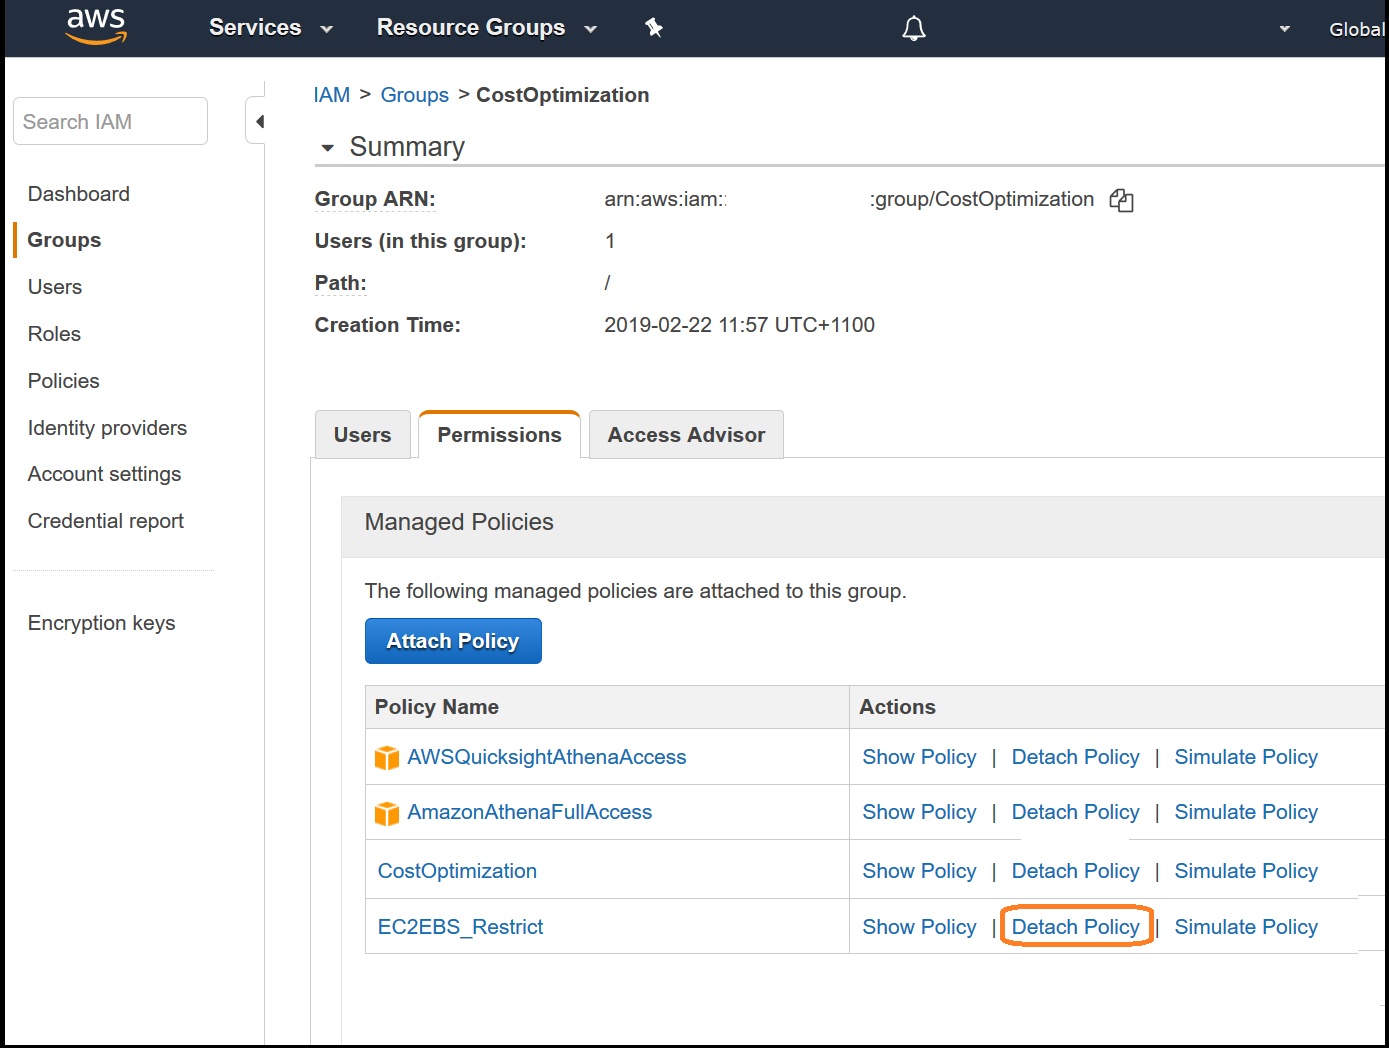 aws Services Resource Groups Global
Search IAM
Dashboard
Groups
Users
Roles
Policies
Identity providers
Account settings
Credential report
Encryption keys
IAM > Groups > CostOptimization
Summary
Group ARN: arn:aws:iam:: :group/CostOptimization
Users (in this group): 1
Path: /
Creation Time: 2019-02-22 11:57 UTC+1100
Users Permissions Access Advisor
Managed Policies
The following managed policies are attached to this group.
Attach Policy
Policy Name Actions
AWSQuicksightAthenaAccess Show Policy | Detach Policy | Simulate Policy
AmazonAthenaFullAccess Show Policy | Detach Policy | Simulate Policy
CostOptimization Show Policy | Detach Policy | Simulate Policy
EC2EBS_Restrict Show Policy | Detach Policy | Simulate Policy